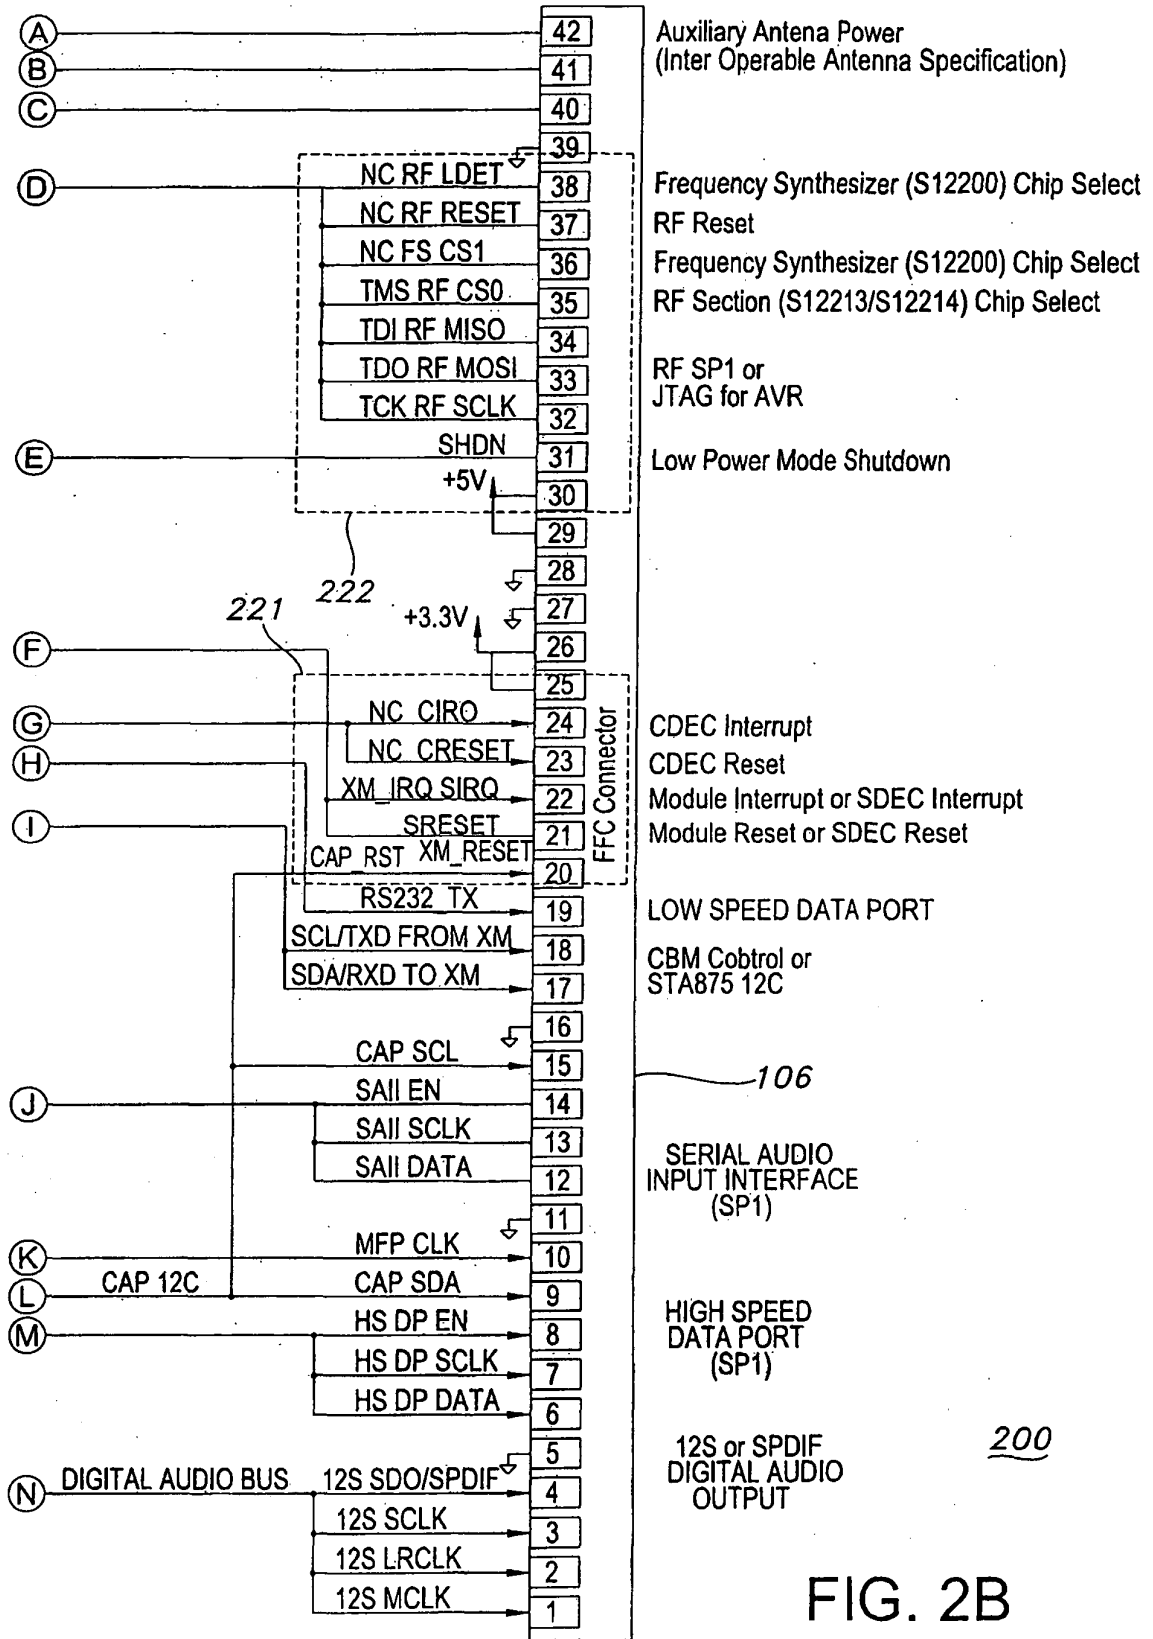 A 42 Auxiliary Antena Power
B 41 (Inter Operable Antenna Specification)
C 40
39
D NC RF LDET 38 Frequency Synthesizer (S12200) Chip Select
NC RF RESET 37 RF Reset
NC FS CS1 36 Frequency Synthesizer (S12200) Chip Select
TMS RF CS0 35 RF Section (S12213/S12214) Chip Select
TDI RF MISO 34
TDO RF MOSI 33 RF SP1 or
TCK RF SCLK 32 JTAG for AVR
E SHDN 31 Low Power Mode Shutdown
+5V 30
29
28
222
221
27
+3.3V
F 26
25
G NC CIRO 24 CDEC Interrupt
H NC CRESET 23 CDEC Reset
XM_IRQ SIRQ 22 Module Interrupt or SDEC Interrupt
I SRESET 21 Module Reset or SDEC Reset
CAP_RST XM_RESET 20
FFC Connector
RS232 TX 19 LOW SPEED DATA PORT
SCL/TXD FROM XM 18 CBM Cobtrol or
SDA/RXD TO XM 17 STA875 12C
16
CAP SCL 15
106
J SAII EN 14
SAII SCLK 13 SERIAL AUDIO
SAII DATA 12 INPUT INTERFACE
(SP1)
11
K MFP CLK 10
L CAP 12C CAP SDA 9
M HS DP EN 8 HIGH SPEED
DATA PORT
HS DP SCLK 7 (SP1)
HS DP DATA 6
5 12S or SPDIF
N DIGITAL AUDIO BUS 12S SDO/SPDIF 4 DIGITAL AUDIO
OUTPUT
200
12S SCLK 3
12S LRCLK 2
12S MCLK 1
FIG. 2B